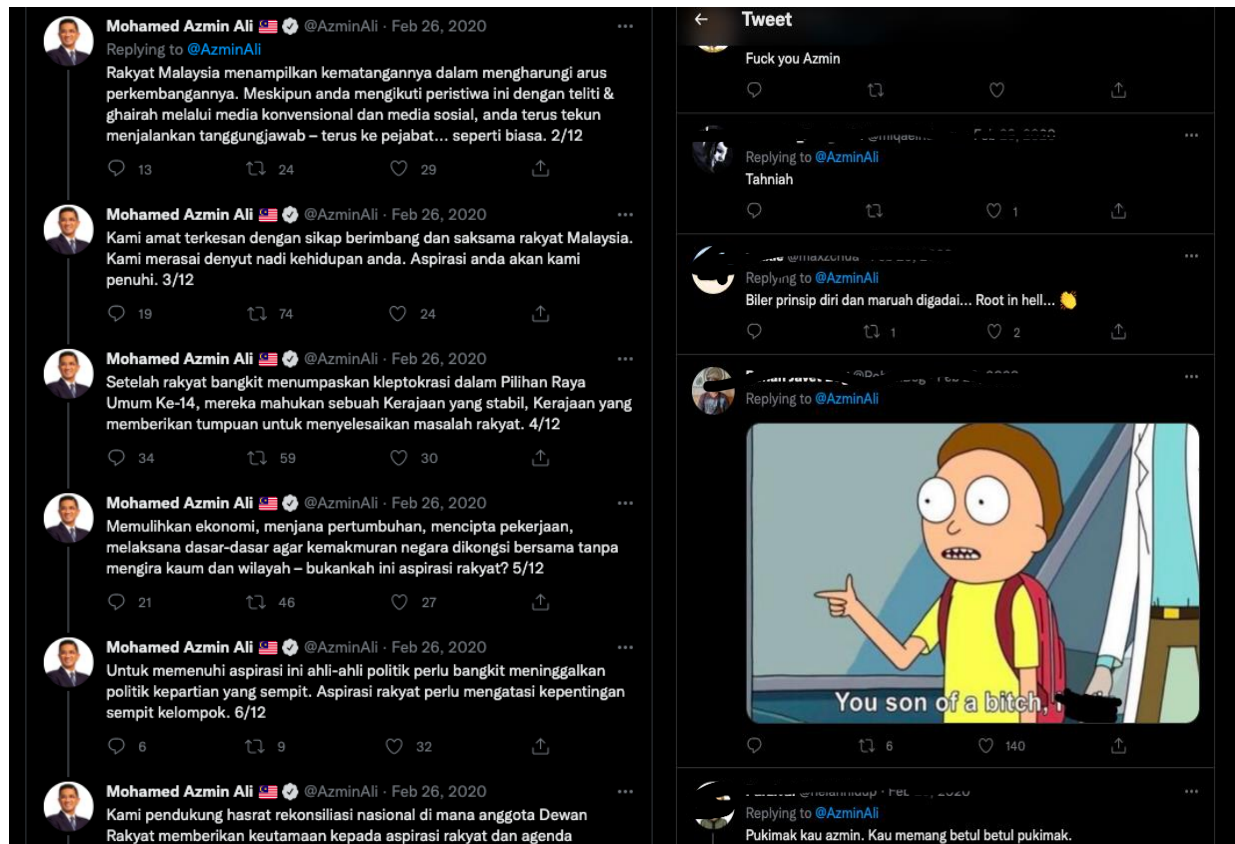 Mohamed Azmin Ali 🇲🇾 @AzminAli · Feb 26, 2020
Replying to @AzminAli
Rakyat Malaysia menampilkan kematangannya dalam mengharungi arus
perkembangannya. Meskipun anda mengikuti peristiwa ini dengan teliti &
ghairah melalui media konvensional dan media sosial, anda terus tekun
menjalankan tanggungjawab – terus ke pejabat... seperti biasa. 2/12
13 24 29
Mohamed Azmin Ali 🇲🇾 @AzminAli · Feb 26, 2020
Kami amat terkesan dengan sikap berimbang dan saksama rakyat Malaysia.
Kami merasai denyut nadi kehidupan anda. Aspirasi anda akan kami
penuhi. 3/12
19 74 24
Mohamed Azmin Ali 🇲🇾 @AzminAli · Feb 26, 2020
Setelah rakyat bangkit menumpaskan kleptokrasi dalam Pilihan Raya
Umum Ke-14, mereka mahukan sebuah Kerajaan yang stabil, Kerajaan yang
memberikan tumpuan untuk menyelesaikan masalah rakyat. 4/12
34 59 30
Mohamed Azmin Ali 🇲🇾 @AzminAli · Feb 26, 2020
Memulihkan ekonomi, menjana pertumbuhan, mencipta pekerjaan,
melaksana dasar-dasar agar kemakmuran negara dikongsi bersama tanpa
mengira kaum dan wilayah – bukankah ini aspirasi rakyat? 5/12
21 46 27
Mohamed Azmin Ali 🇲🇾 @AzminAli · Feb 26, 2020
Untuk memenuhi aspirasi ini ahli-ahli politik perlu bangkit meninggalkan
politik kepartian yang sempit. Aspirasi rakyat perlu mengatasi kepentingan
sempit kelompok. 6/12
6 9 32
Mohamed Azmin Ali 🇲🇾 @AzminAli · Feb 26, 2020
Kami pendukung hasrat rekonsiliasi nasional di mana anggota Dewan
Rakyat memberikan keutamaan kepada aspirasi rakyat dan agenda
Tweet
Fuck you Azmin
Replying to @AzminAli
Tahniah
1
Replying to @AzminAli
Biler prinsip diri dan maruah digadai... Root in hell... 👏
1 2
Replying to @AzminAli
You son of a bitch,
6 140
Replying to @AzminAli
Pukimak kau azmin. Kau memang betul betul pukimak.